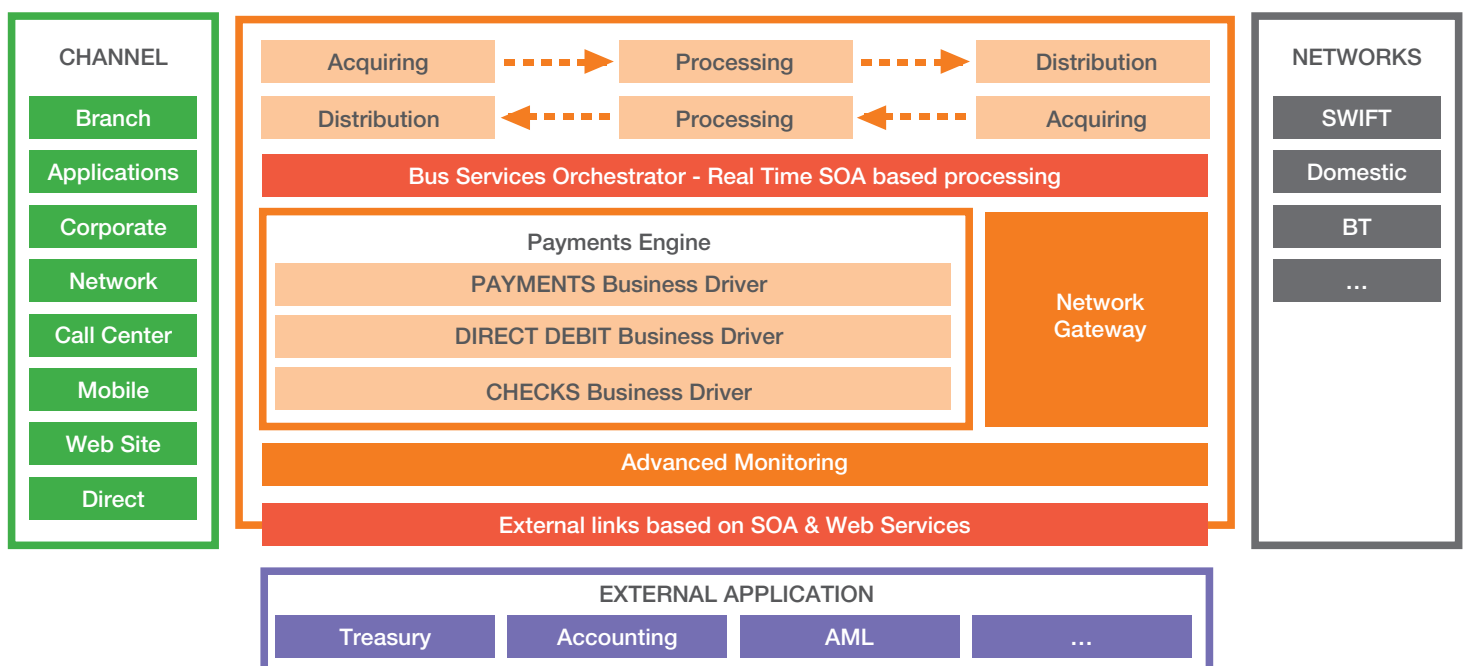 CHANNEL
Branch
Applications
Corporate
Network
Call Center
Mobile
Web Site
Direct
Acquiring
Processing
Distribution
Distribution
Processing
Acquiring
Bus Services Orchestrator - Real Time SOA based processing
Payments Engine
PAYMENTS Business Driver
DIRECT DEBIT Business Driver
CHECKS Business Driver
Network
Gateway
Advanced Monitoring
External links based on SOA & Web Services
NETWORKS
SWIFT
Domestic
BT
...
EXTERNAL APPLICATION
Treasury
Accounting
AML
...